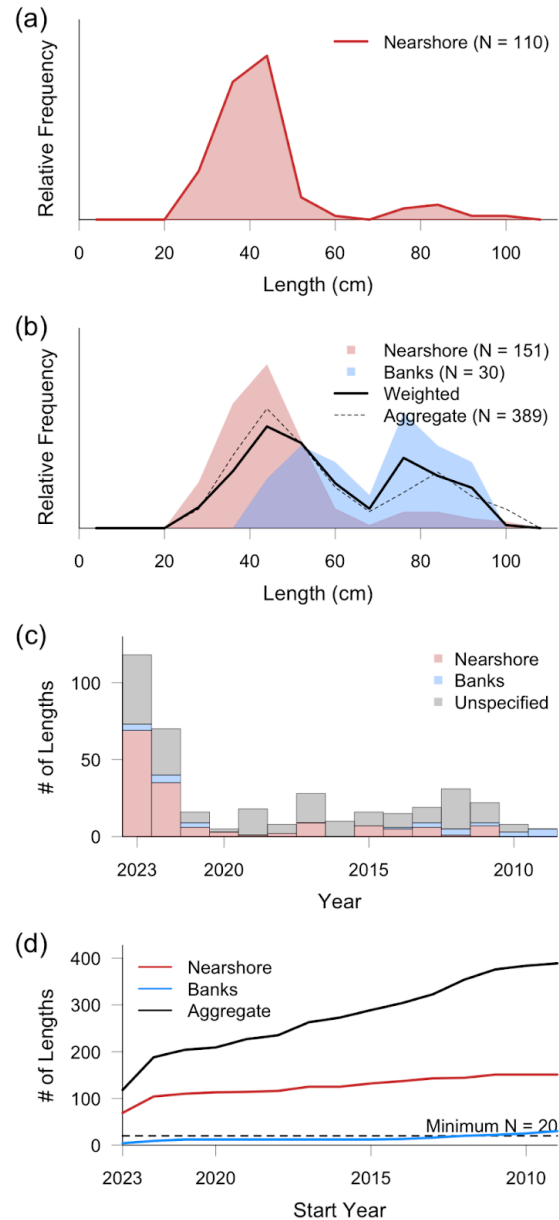 (a)
Nearshore (N = 110)
Relative Frequency
0 20 40 60 80 100
Length (cm)
(b)
Nearshore (N = 151)
Banks (N = 30)
Weighted
Aggregate (N = 389)
Relative Frequency
0 20 40 60 80 100
Length (cm)
(c)
Nearshore
Banks
Unspecified
# of Lengths
100
50
0
2023 2020 2015 2010
Year
(d)
Nearshore
Banks
Aggregate
# of Lengths
400
300
200
100
0
Minimum N = 20
2023 2020 2015 2010
Start Year